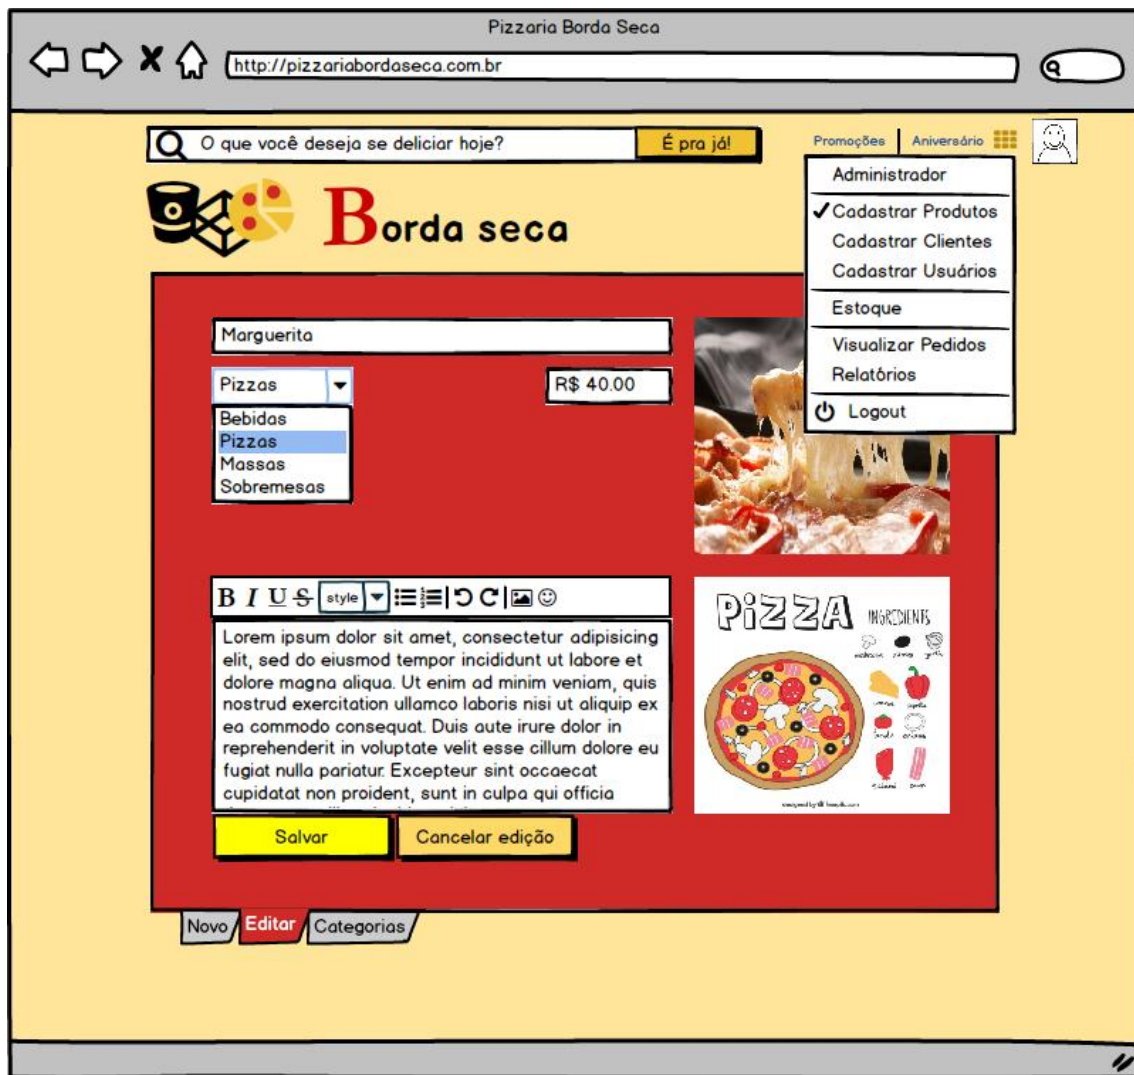 Pizzaria Borda Seca
http://pizzariabordaseca.com.br
O que você deseja se deliciar hoje?
É pra já!
Promoções
Aniversário
Administrador
Cadastrar Produtos
Cadastrar Clientes
Cadastrar Usuários
Estoque
Visualizar Pedidos
Relatórios
Logout
Borda seca
Marguerita
Pizzas
R$ 40.00
Bebidas
Pizzas
Massas
Sobremesas
B I U S style
Lorem ipsum dolor sit amet, consectetur adipisicing
elit, sed do eiusmod tempor incididunt ut labore et
dolore magna aliqua. Ut enim ad minim veniam, quis
nostrud exercitation ullamco laboris nisi ut aliquip ex
ea commodo consequat. Duis aute irure dolor in
reprehenderit in voluptate velit esse cillum dolore eu
fugiat nulla pariatur. Excepteur sint occaecat
cupidatat non proident, sunt in culpa qui officia
PiZZA
INGREDIENTS
Salvar
Cancelar edição
Novo
Editar
Categorias